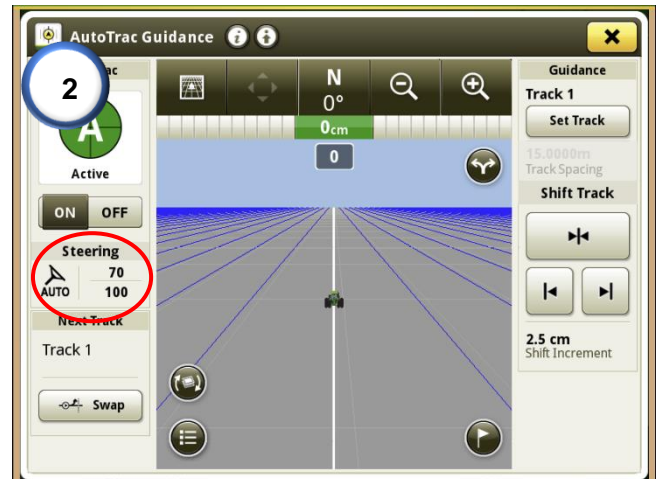 AutoTrac Guidance
2
ac
A
Active
ON OFF
Steering
AUTO
70
100
Next Track
Track 1
Swap
N
0°
0cm
0
Guidance
Track 1
Set Track
15.0000m
Track Spacing
Shift Track
2.5 cm
Shift Increment